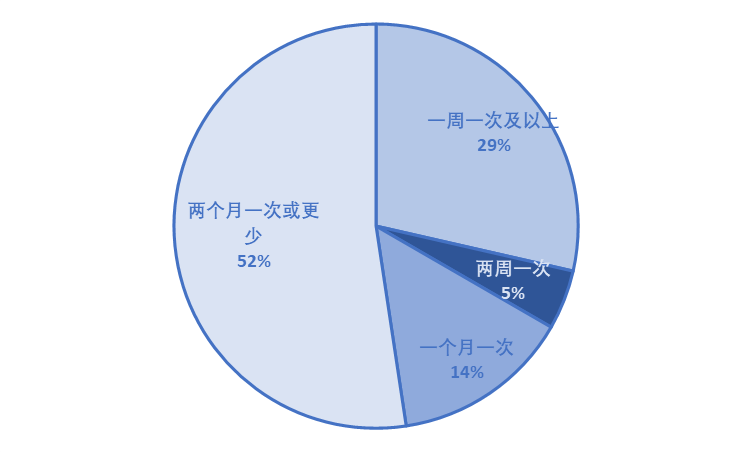 一周一次及以上
29%
两周一次
5%
一个月一次
14%
两个月一次或更
少
52%